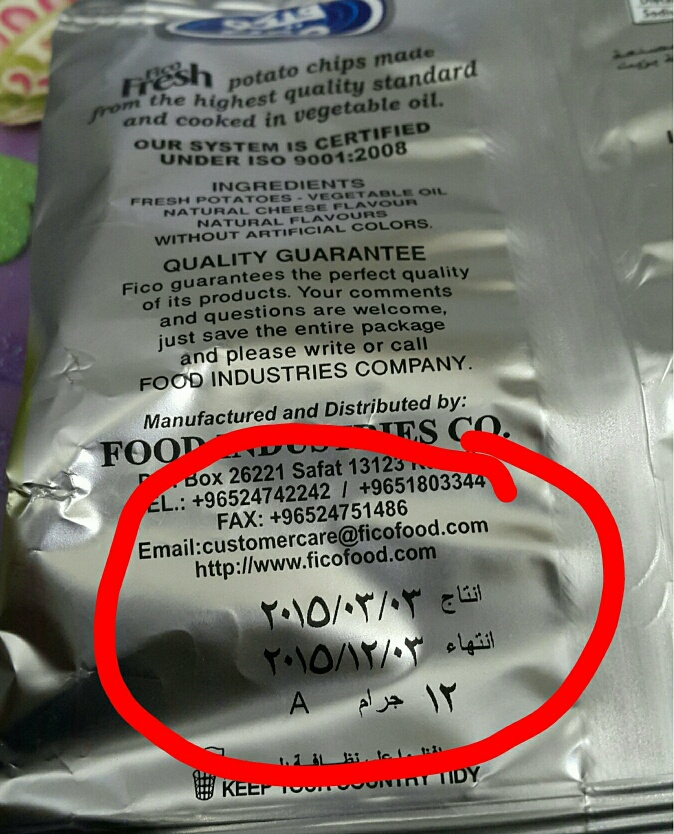 Fico
Fresh potato chips made
from the highest quality standard
and cooked in vegetable oil.
OUR SYSTEM IS CERTIFIED
UNDER ISO 9001:2008
INGREDIENTS
FRESH POTATOES - VEGETABLE OIL
NATURAL CHEESE FLAVOUR
NATURAL FLAVOURS
WITHOUT ARTIFICIAL COLORS.
QUALITY GUARANTEE
Fico guarantees the perfect quality
of its products. Your comments
and questions are welcome,
just save the entire package
and please write or call
FOOD INDUSTRIES COMPANY.
Manufactured and Distributed by:
FOOD INDUSTRIES CO.
Box 26221 Safat 13123
EL.: +96524742242 / +9651803344
FAX: +96524751486
Email:customercare@ficofood.com
http://www.ficofood.com
انتاج ٢٠١٥/٠٣/٠٣
انتهاء ٢٠١٥/١٢/٠٣
١٢ جرام A
KEEP YOUR COUNTRY TIDY